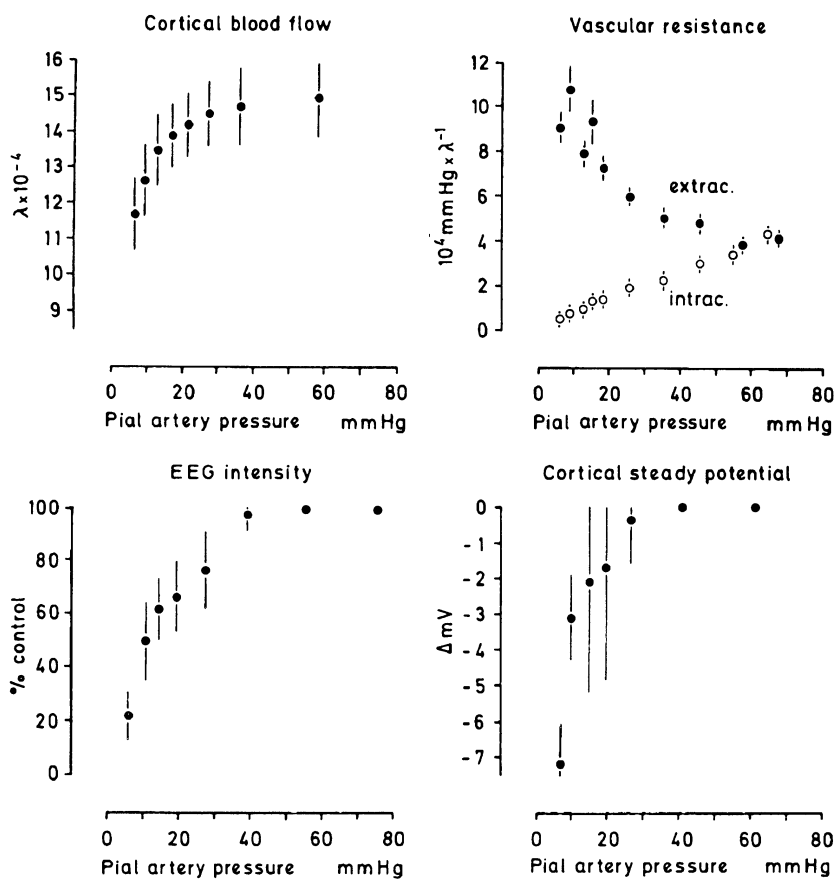 Cortical blood flow
16
15
14
13
12
11
10
9
λ x 10⁻⁴
0 20 40 60 80
Pial artery pressure mmHg
Vascular resistance
12
10
8
6
4
2
0
10⁴ mm Hg x λ⁻¹
extrac.
intrac.
0 20 40 60 80
Pial artery pressure mmHg
EEG intensity
100
80
60
40
20
0
% control
0 20 40 60 80
Pial artery pressure mmHg
Cortical steady potential
0
-1
-2
-3
-4
-5
-6
-7
Δ mV
0 20 40 60 80
Pial artery pressure mmHg